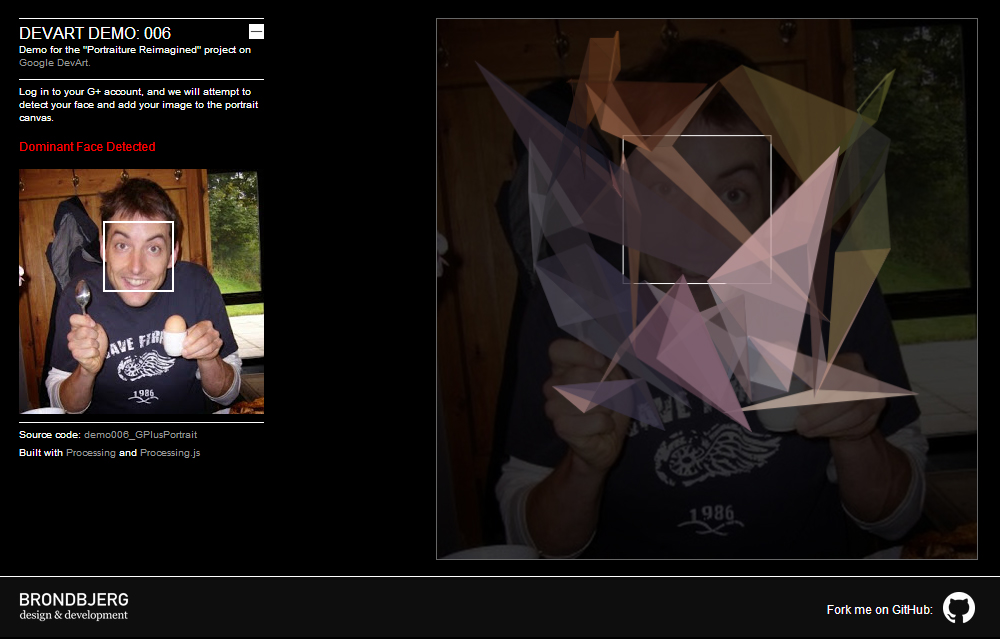 DEVART DEMO: 006
Demo for the "Portraiture Reimagined" project on
Google DevArt.
Log in to your G+ account, and we will attempt to
detect your face and add your image to the portrait
canvas.
Dominant Face Detected
1986
Source code: demo006_GPlusPortrait
Built with Processing and Processing.js
1986
BRONDBJERG
design & development
Fork me on GitHub: